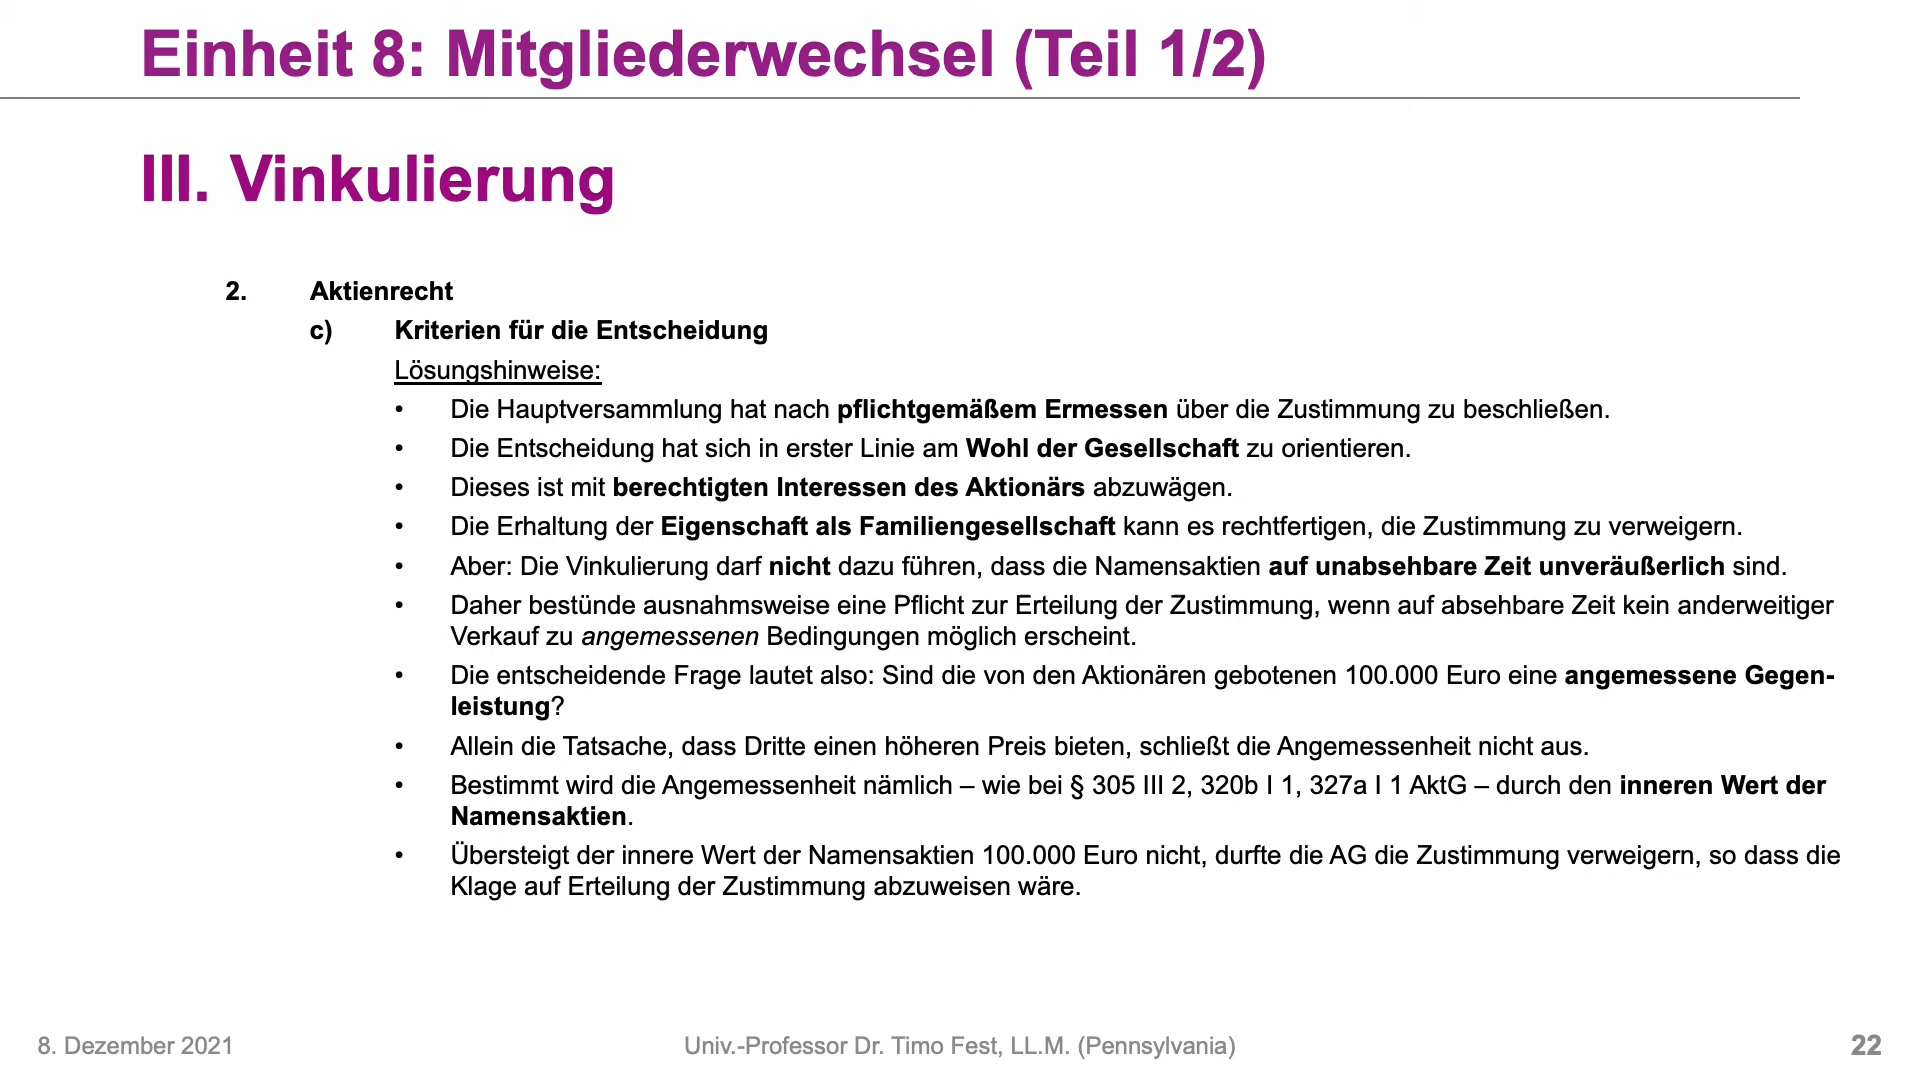 Einheit 8: Mitgliederwechsel (Teil 1/2)
III. Vinkulierung
2. Aktienrecht
c) Kriterien für die Entscheidung
Lösungshinweise:
• Die Hauptversammlung hat nach pflichtgemäßem Ermessen über die Zustimmung zu beschließen.
• Die Entscheidung hat sich in erster Linie am Wohl der Gesellschaft zu orientieren.
• Dieses ist mit berechtigten Interessen des Aktionärs abzuwägen.
• Die Erhaltung der Eigenschaft als Familiengesellschaft kann es rechtfertigen, die Zustimmung zu verweigern.
• Aber: Die Vinkulierung darf nicht dazu führen, dass die Namensaktien auf unabsehbare Zeit unveräußerlich sind.
• Daher bestünde ausnahmsweise eine Pflicht zur Erteilung der Zustimmung, wenn auf absehbare Zeit kein anderweitiger
Verkauf zu angemessenen Bedingungen möglich erscheint.
• Die entscheidende Frage lautet also: Sind die von den Aktionären gebotenen 100.000 Euro eine angemessene Gegen-
leistung?
• Allein die Tatsache, dass Dritte einen höheren Preis bieten, schließt die Angemessenheit nicht aus.
• Bestimmt wird die Angemessenheit nämlich – wie bei § 305 III 2, 320b I 1, 327a I 1 AktG – durch den inneren Wert der
Namensaktien.
• Übersteigt der innere Wert der Namensaktien 100.000 Euro nicht, durfte die AG die Zustimmung verweigern, so dass die
Klage auf Erteilung der Zustimmung abzuweisen wäre.
8. Dezember 2021
Univ.-Professor Dr. Timo Fest, LL.M. (Pennsylvania)
22